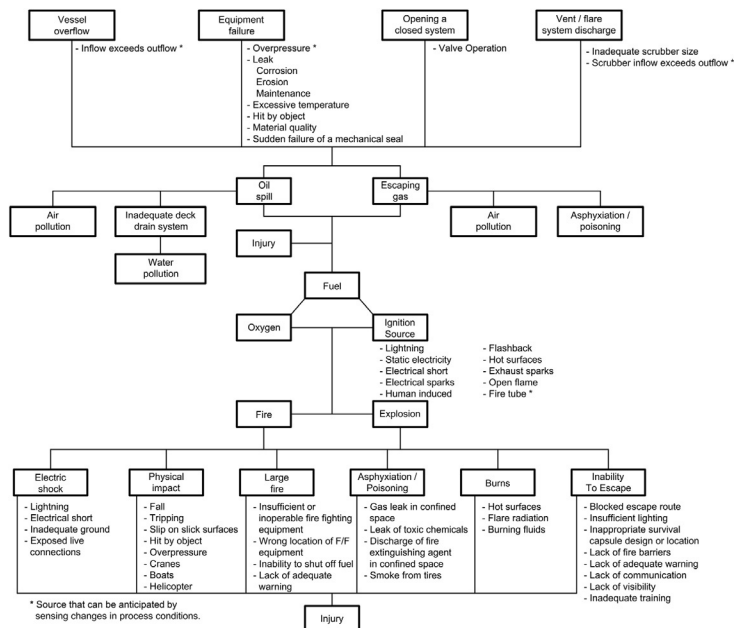 Vessel
overflow
- Inflow exceeds outflow *
Equipment
failure
- Overpressure *
- Leak
Corrosion
Erosion
Maintenance
- Excessive temperature
- Hit by object
- Material quality
- Sudden failure of a mechanical seal
Opening a
closed system
- Valve Operation
Vent / flare
system discharge
- Inadequate scrubber size
- Scrubber inflow exceeds outflow *
Oil
spill
Escaping
gas
Air
pollution
Inadequate deck
drain system
Air
pollution
Asphyxiation /
poisoning
Water
pollution
Injury
Fuel
Oxygen
Ignition
Source
- Lightning
- Static electricity
- Electrical short
- Electrical sparks
- Human induced
- Flashback
- Hot surfaces
- Exhaust sparks
- Open flame
- Fire tube *
Fire
Explosion
Electric
shock
- Lightning
- Electrical short
- Inadequate ground
- Exposed live
connections
Physical
impact
- Fall
- Tripping
- Slip on slick surfaces
- Hit by object
- Overpressure
- Cranes
- Boats
- Helicopter
Large
fire
- Insufficient or
inoperable fire fighting
equipment
- Wrong location of F/F
equipment
- Inability to shut off fuel
- Lack of adequate
warning
Asphyxiation /
Poisoning
- Gas leak in confined
space
- Leak of toxic chemicals
- Discharge of fire
extinguishing agent
in confined space
- Smoke from tires
Burns
- Hot surfaces
- Flare radiation
- Burning fluids
Inability
To Escape
- Blocked escape route
- Insufficient lighting
- Inappropriate survival
capsule design or location
- Lack of fire barriers
- Lack of adequate warning
- Lack of communication
- Lack of visibility
- Inadequate training
* Source that can be anticipated by
sensing changes in process conditions.
Injury